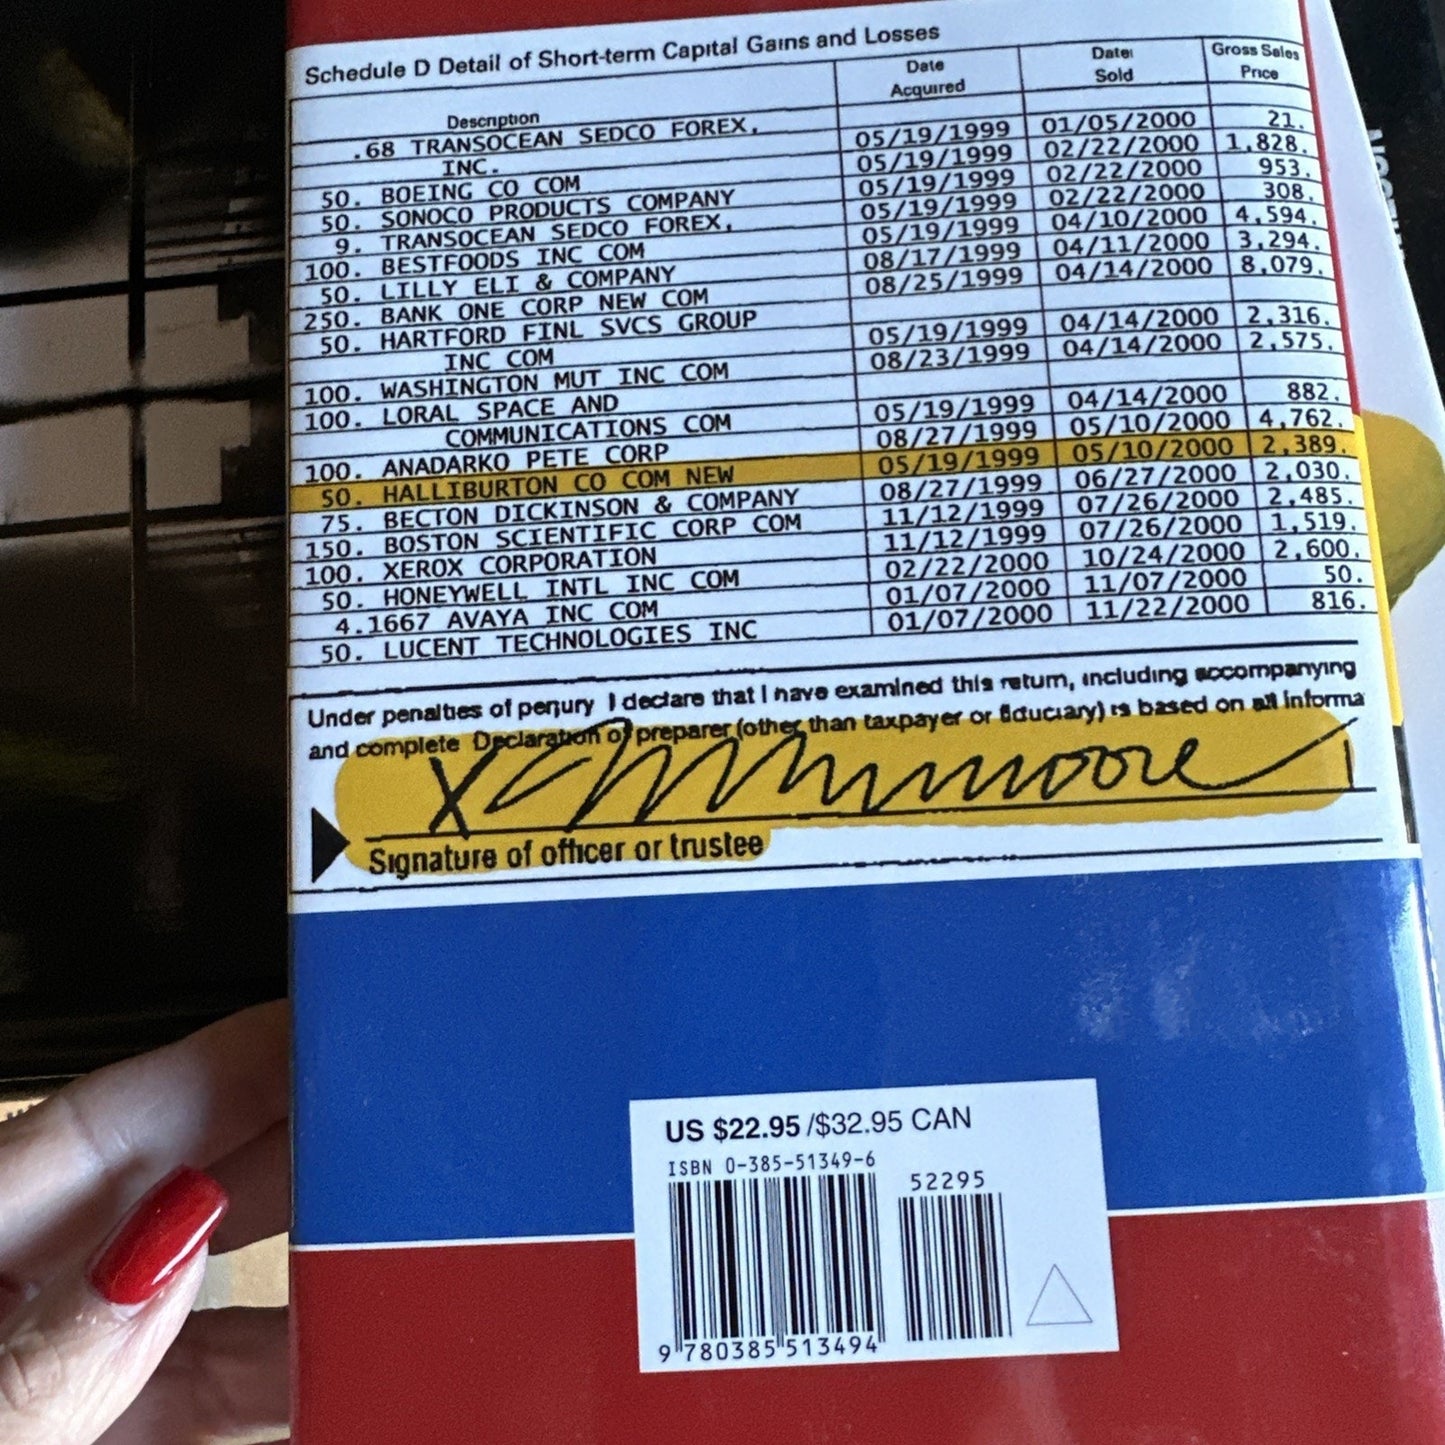 Schedule D Detail of Short-term Capital Gains and Losses
Description Date Acquired Date Sold Gross Sales Price
.68 TRANSOCEAN SEDCO FOREX,
INC. 05/19/1999 01/05/2000 21.
50. BOEING CO COM 05/19/1999 02/22/2000 1,828.
50. SONOCO PRODUCTS COMPANY 05/19/1999 02/22/2000 953.
9. TRANSOCEAN SEDCO FOREX, 05/19/1999 02/22/2000 308.
100. BESTFOODS INC COM 05/19/1999 04/10/2000 4,594.
50. LILLY ELI & COMPANY 08/17/1999 04/11/2000 3,294.
250. BANK ONE CORP NEW COM 08/25/1999 04/14/2000 8,079.
50. HARTFORD FINL SVCS GROUP
INC COM 05/19/1999 04/14/2000 2,316.
100. WASHINGTON MUT INC COM 08/23/1999 04/14/2000 2,575.
100. LORAL SPACE AND
COMMUNICATIONS COM 05/19/1999 04/14/2000 882.
100. ANADARKO PETE CORP 08/27/1999 05/10/2000 4,762.
50. HALLIBURTON CO COM NEW 05/19/1999 05/10/2000 2,389.
75. BECTON DICKINSON & COMPANY 08/27/1999 06/27/2000 2,030.
150. BOSTON SCIENTIFIC CORP COM 11/12/1999 07/26/2000 2,485.
100. XEROX CORPORATION 11/12/1999 07/26/2000 1,519.
50. HONEYWELL INTL INC COM 02/22/2000 10/24/2000 2,600.
4.1667 AVAYA INC COM 01/07/2000 11/07/2000 50.
50. LUCENT TECHNOLOGIES INC 01/07/2000 11/22/2000 816.
Under penalties of perjury I declare that I have examined this return, including accompanying
and complete Declaration of preparer (other than taxpayer or fiduciary) is based on all informa
X
Signature of officer or trustee
US $22.95 /$32.95 CAN
ISBN 0-385-51349-6
52295
9 780385 513494